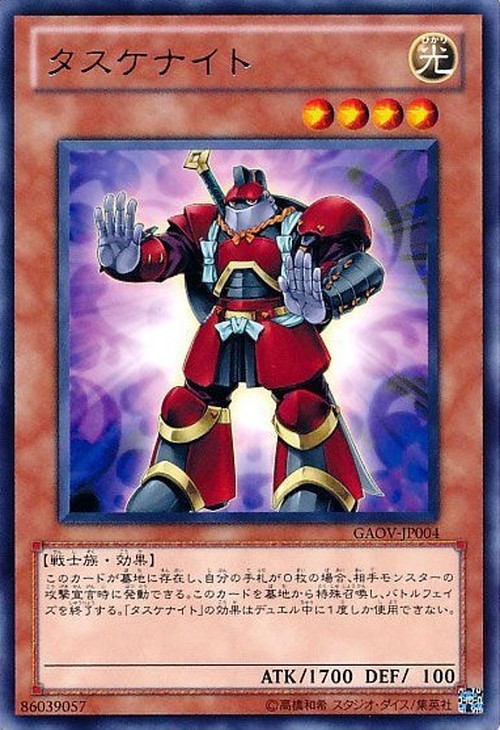 タスケナイト
光
GAOV-JP004
【戦士族・効果】
このカードが墓地に存在し、自分の手札が0枚の場合、相手モンスターの
攻撃宣言時に発動できる。このカードを墓地から特殊召喚し、バトルフェイ
ズを終了する。「タスケナイト」の効果はデュエル中に1度しか使用できない。
ATK/1700 DEF/ 100
86039057 ©高橋和希 スタジオ・ダイス/集英社